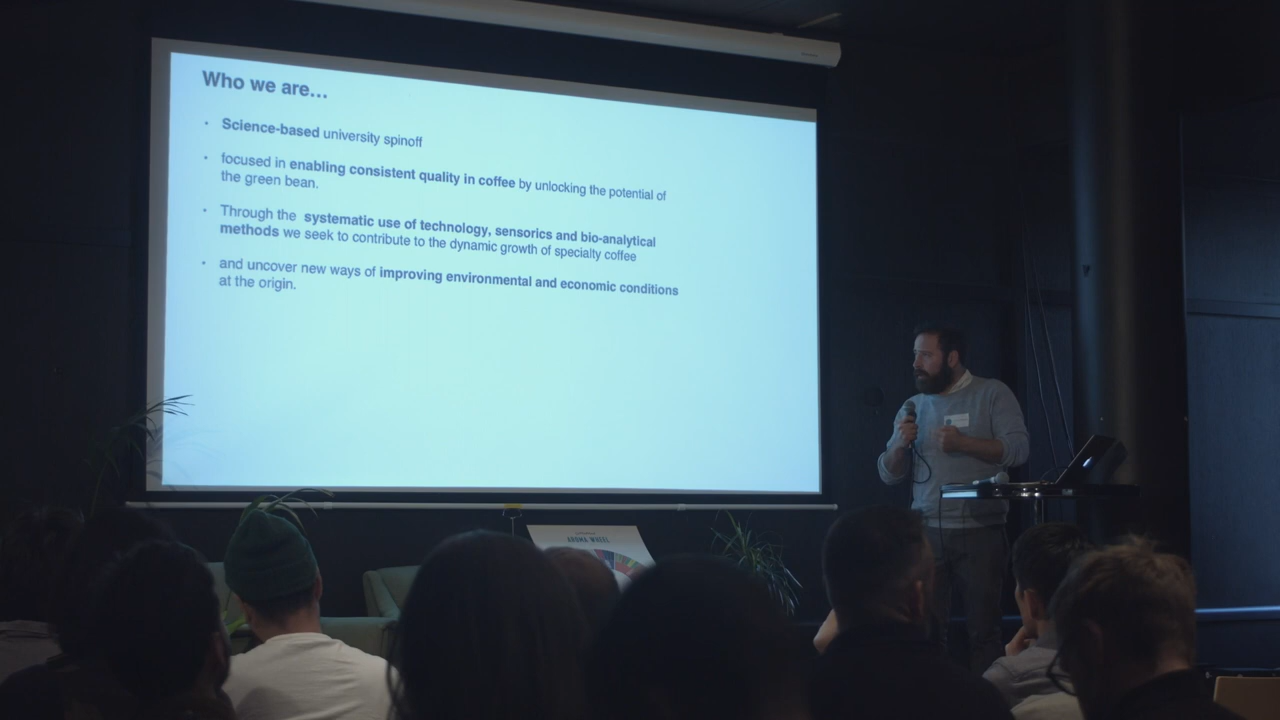 Who we are...
• Science-based university spinoff
• focused in enabling consistent quality in coffee by unlocking the potential of
the green bean.
• Through the systematic use of technology, sensorics and bio-analytical
methods we seek to contribute to the dynamic growth of specialty coffee
• and uncover new ways of improving environmental and economic conditions
at the origin.
AROMA WHEEL